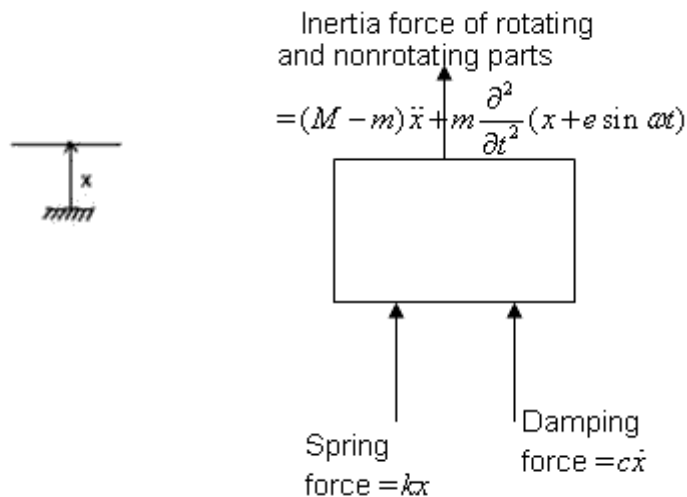 Inertia force of rotating
and nonrotating parts
=(M−m)ẍ+m ∂²/∂t² (x+e sin ωt)
x
Spring
force =kx
Damping
force =cẋ